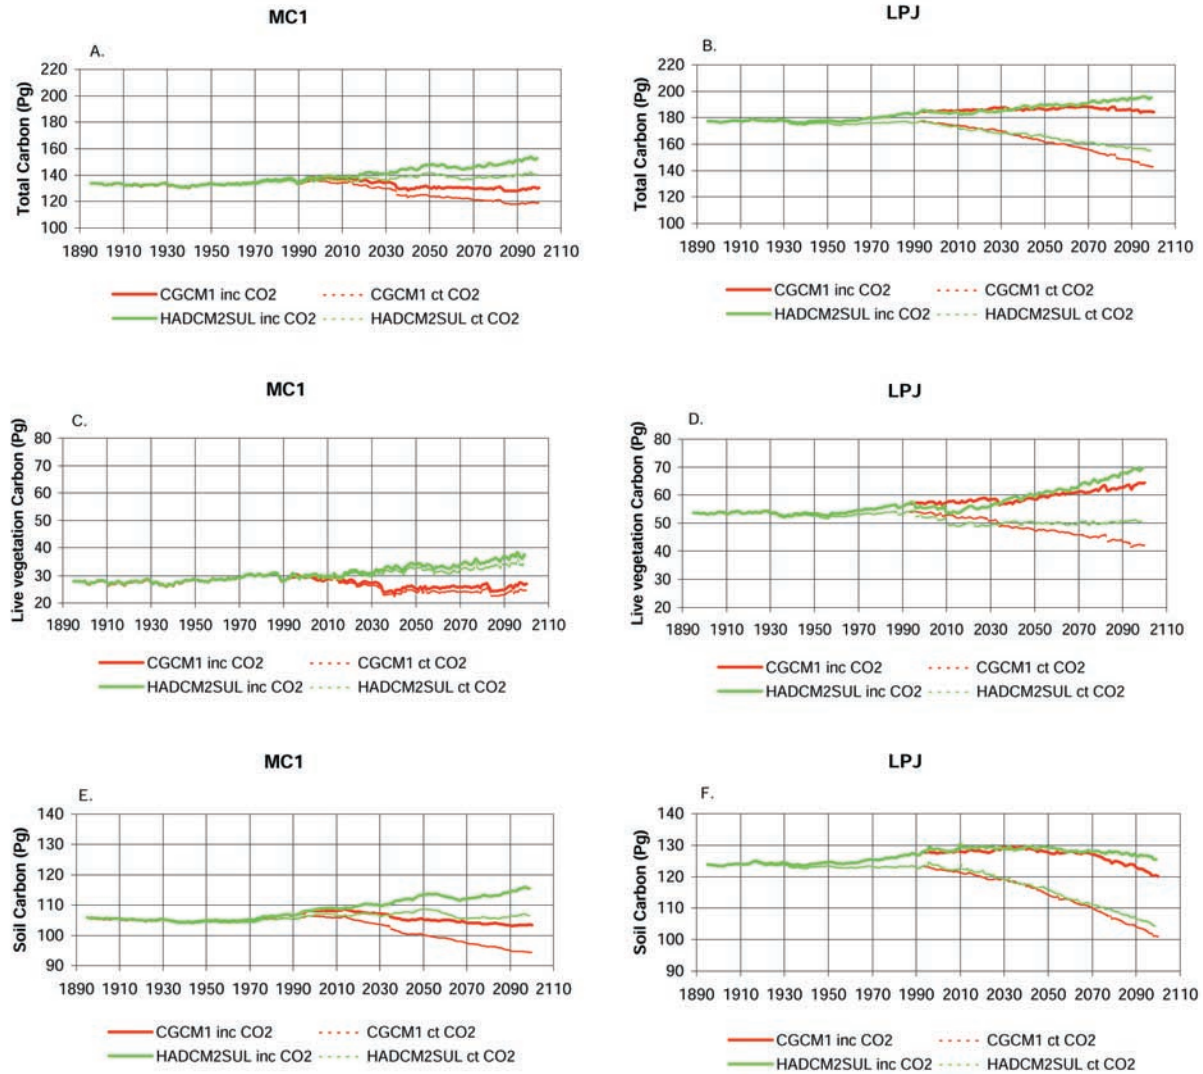 MC1
A.
Total Carbon (Pg)
220
200
180
160
140
120
100
1890 1910 1930 1950 1970 1990 2010 2030 2050 2070 2090 2110
CGCM1 inc CO2 CGCM1 ct CO2
HADCM2SUL inc CO2 HADCM2SUL ct CO2
LPJ
B.
Total Carbon (Pg)
220
200
180
160
140
120
100
1890 1910 1930 1950 1970 1990 2010 2030 2050 2070 2090 2110
CGCM1 inc CO2 CGCM1 ct CO2
HADCM2SUL inc CO2 HADCM2SUL ct CO2
MC1
C.
Live vegetation Carbon (Pg)
80
70
60
50
40
30
20
1890 1910 1930 1950 1970 1990 2010 2030 2050 2070 2090 2110
CGCM1 inc CO2 CGCM1 ct CO2
HADCM2SUL inc CO2 HADCM2SUL ct CO2
LPJ
D.
Live vegetation Carbon (Pg)
80
70
60
50
40
30
20
1890 1910 1930 1950 1970 1990 2010 2030 2050 2070 2090 2110
CGCM1 inc CO2 CGCM1 ct CO2
HADCM2SUL inc CO2 HADCM2SUL ct CO2
MC1
E.
Soil Carbon (Pg)
140
130
120
110
100
90
1890 1910 1930 1950 1970 1990 2010 2030 2050 2070 2090 2110
CGCM1 inc CO2 CGCM1 ct CO2
HADCM2SUL inc CO2 HADCM2SUL ct CO2
LPJ
F.
Soil Carbon (Pg)
140
130
120
110
100
90
1890 1910 1930 1950 1970 1990 2010 2030 2050 2070 2090 2110
CGCM1 inc CO2 CGCM1 ct CO2
HADCM2SUL inc CO2 HADCM2SUL ct CO2